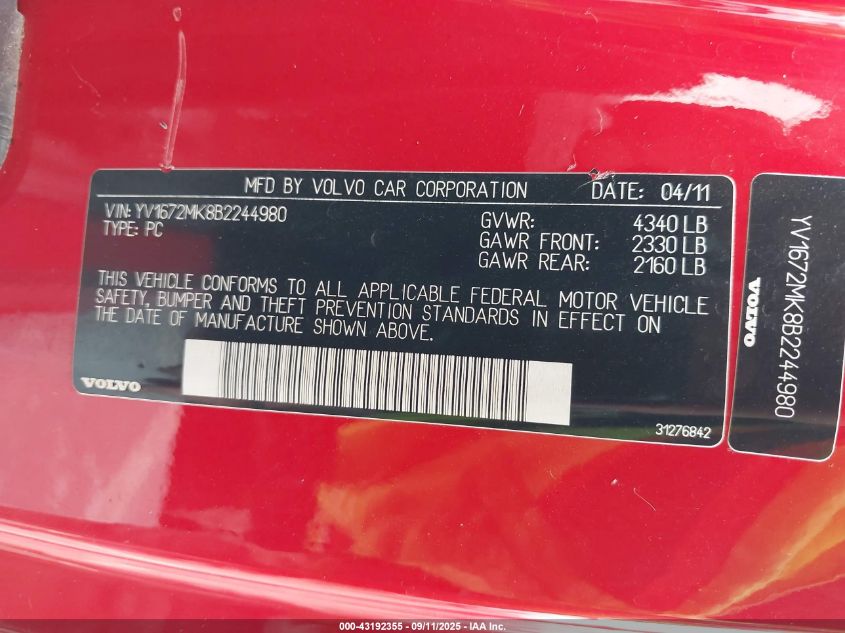 MFD BY VOLVO CAR CORPORATION DATE: 04/11
VIN: YV1672MK8B2244980
TYPE: PC
GVWR: 4340 LB
GAWR FRONT: 2330 LB
GAWR REAR: 2160 LB
THIS VEHICLE CONFORMS TO ALL APPLICABLE FEDERAL MOTOR VEHICLE
SAFETY, BUMPER AND THEFT PREVENTION STANDARDS IN EFFECT ON
THE DATE OF MANUFACTURE SHOWN ABOVE.
VOLVO
31276842
YV1672MK8B2244980
VOLVO
000-43192355 - 09/11/2025 - IAA Inc.